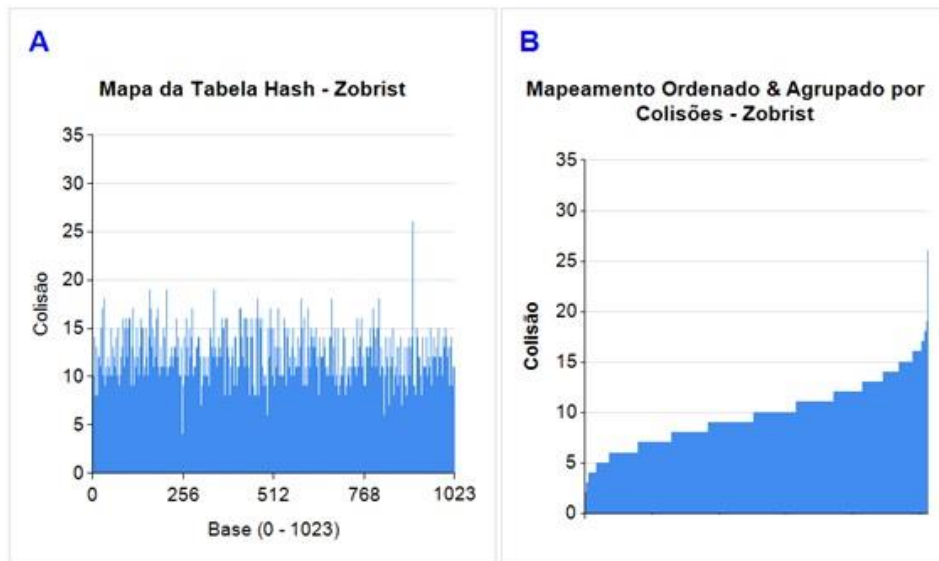 A
Mapa da Tabela Hash - Zobrist
35
30
25
20
15
10
5
0
Colisão
0 256 512 768 1023
Base (0 - 1023)
B
Mapeamento Ordenado & Agrupado por
Colisões - Zobrist
35
30
25
20
15
10
5
0
Colisão